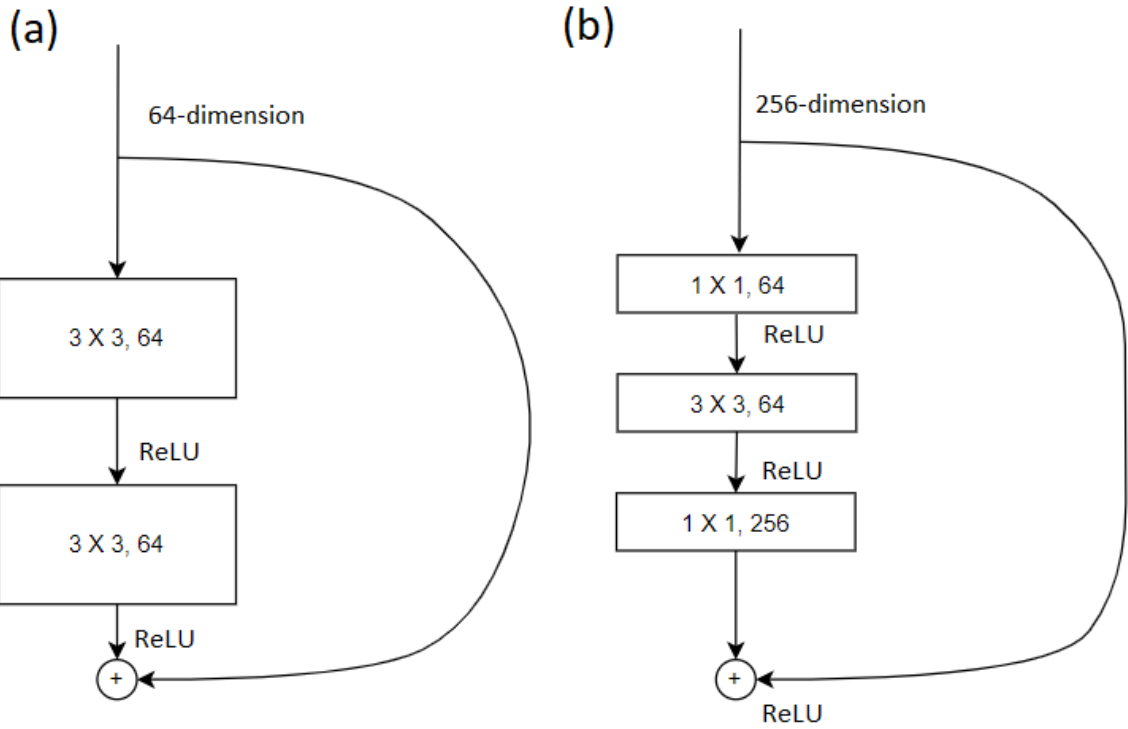 (a)
64-dimension
3 X 3, 64
ReLU
3 X 3, 64
ReLU
+
(b)
256-dimension
1 X 1, 64
ReLU
3 X 3, 64
ReLU
1 X 1, 256
+
ReLU